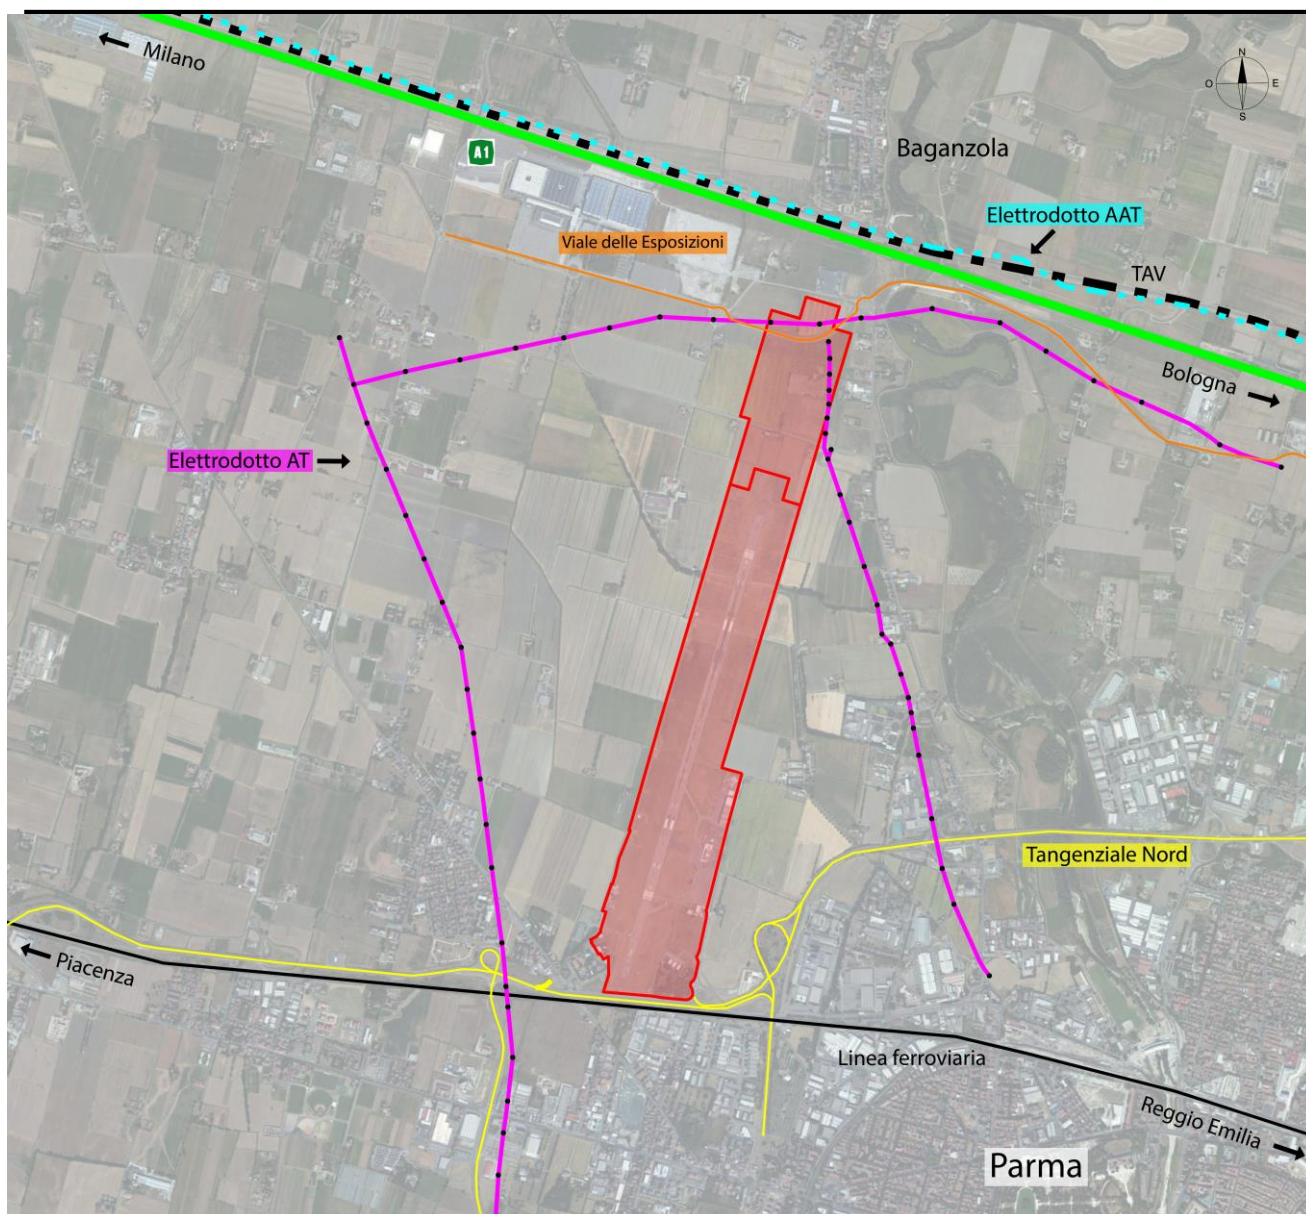 Milano
N
O
E
S
A1
Baganzola
Elettrodotto AAT
Viale delle Esposizioni
TAV
Bologna
Elettrodotto AT
Tangenziale Nord
Piacenza
Linea ferroviaria
Reggio Emilia
Parma